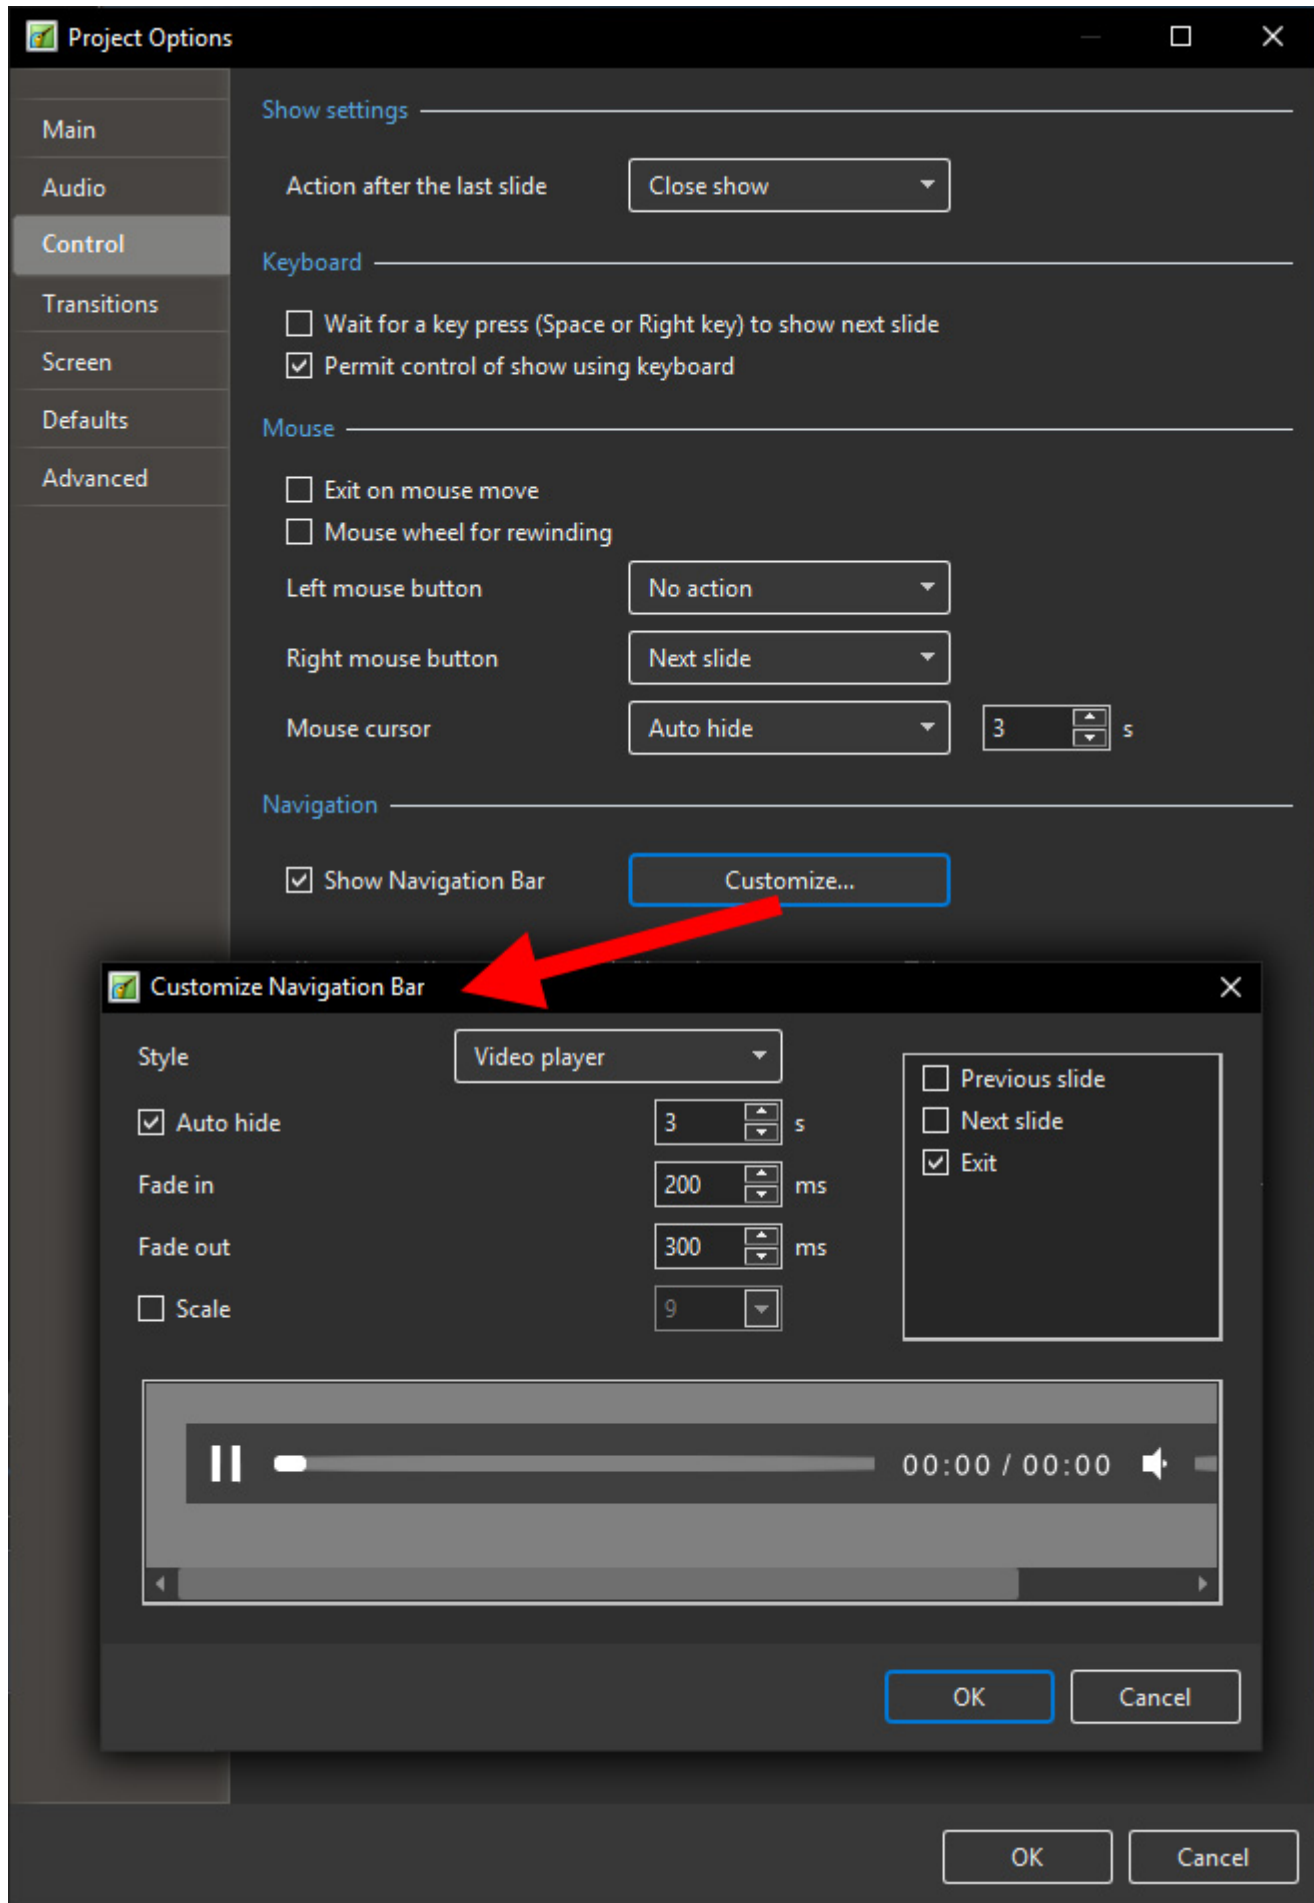 Project Options
Main
Audio
Control
Transitions
Screen
Defaults
Advanced
Show settings
Action after the last slide Close show
Keyboard
Wait for a key press (Space or Right key) to show next slide
Permit control of show using keyboard
Mouse
Exit on mouse move
Mouse wheel for rewinding
Left mouse button No action
Right mouse button Next slide
Mouse cursor Auto hide 3 s
Navigation
Show Navigation Bar Customize...
Customize Navigation Bar
Style Video player
Auto hide 3 s
Fade in 200 ms
Fade out 300 ms
Scale 9
Previous slide
Next slide
Exit
00:00 / 00:00
OK Cancel
OK Cancel